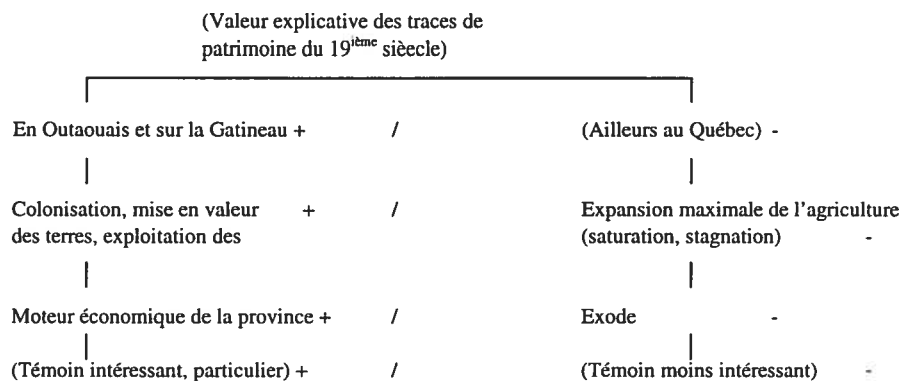 (Valeur explicative des traces de
patrimoine du 19ième sièecle)
En Outaouais et sur la Gatineau + / (Ailleurs au Québec) -
Colonisation, mise en valeur + / Expansion maximale de l'agriculture
des terres, exploitation des (saturation, stagnation) -
Moteur économique de la province + / Exode -
(Témoin intéressant, particulier) + / (Témoin moins intéressant) -